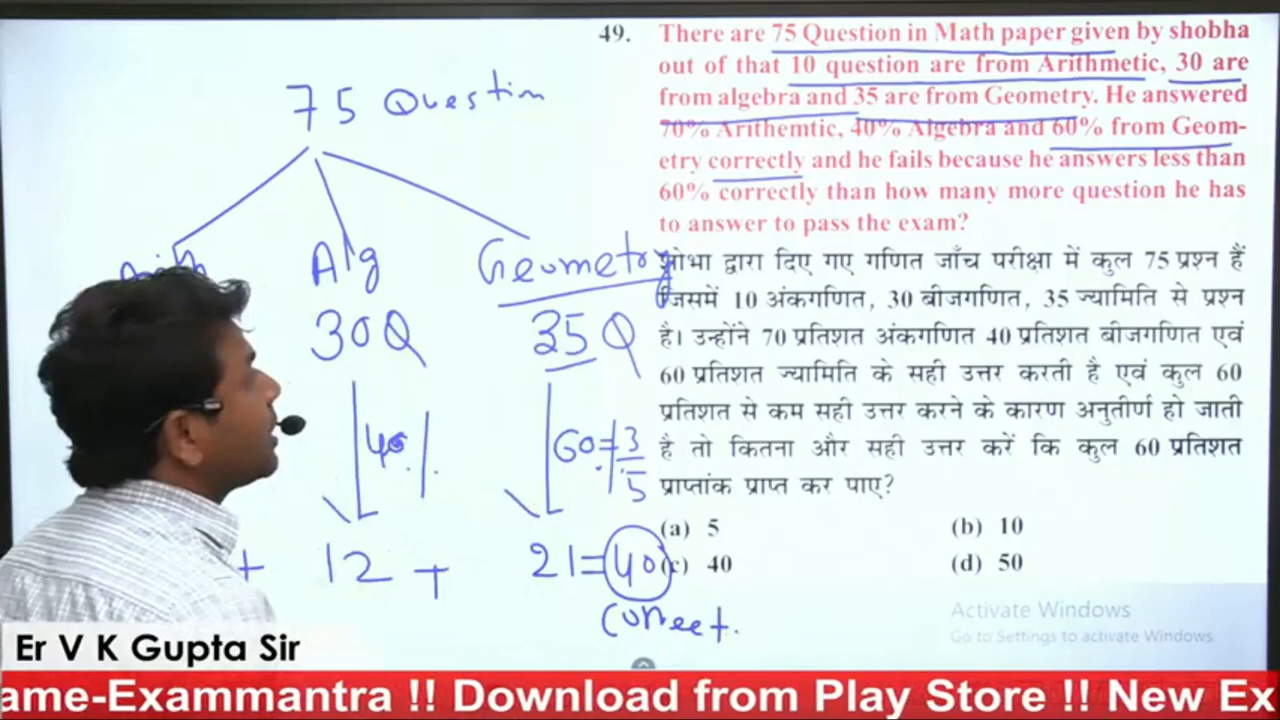 49. There are 75 Question in Math paper given by shobha
out of that 10 question are from Arithmetic, 30 are
from algebra and 35 are from Geometry. He answered
70% Arithemtic, 40% Algebra and 60% from Geom-
etry correctly and he fails because he answers less than
60% correctly than how many more question he has
to answer to pass the exam?
शोभा द्वारा दिए गए गणित जाँच परीक्षा में कुल 75 प्रश्न हैं
जिसमें 10 अंकगणित, 30 बीजगणित, 35 ज्यामिति से प्रश्न
है। उन्होंने 70 प्रतिशत अंकगणित 40 प्रतिशत बीजगणित एवं
60 प्रतिशत ज्यामिति के सही उत्तर करती है एवं कुल 60
प्रतिशत से कम सही उत्तर करने के कारण अनुतीर्ण हो जाती
है तो कितना और सही उत्तर करें कि कुल 60 प्रतिशत
प्राप्तांक प्राप्त कर पाए?
(a) 5 (b) 10
(c) 40 (d) 50
75 Question
Alg Geometry
30Q 35Q
40% 60% = 3/5
+ 12 + 21 = 40
Correct.
Activate Windows
Go to Settings to activate Windows.
Er V K Gupta Sir
ame-Exammantra !! Download from Play Store !! New Ex